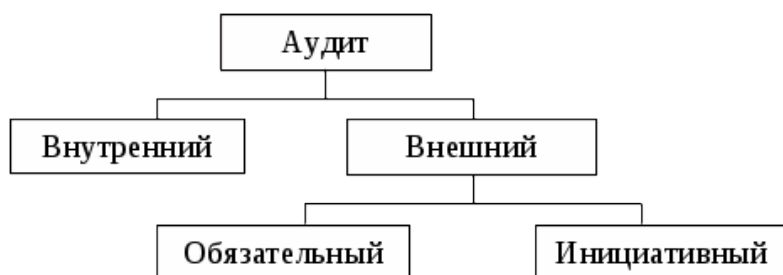 Аудит
Внутренний
Внешний
Обязательный
Инициативный